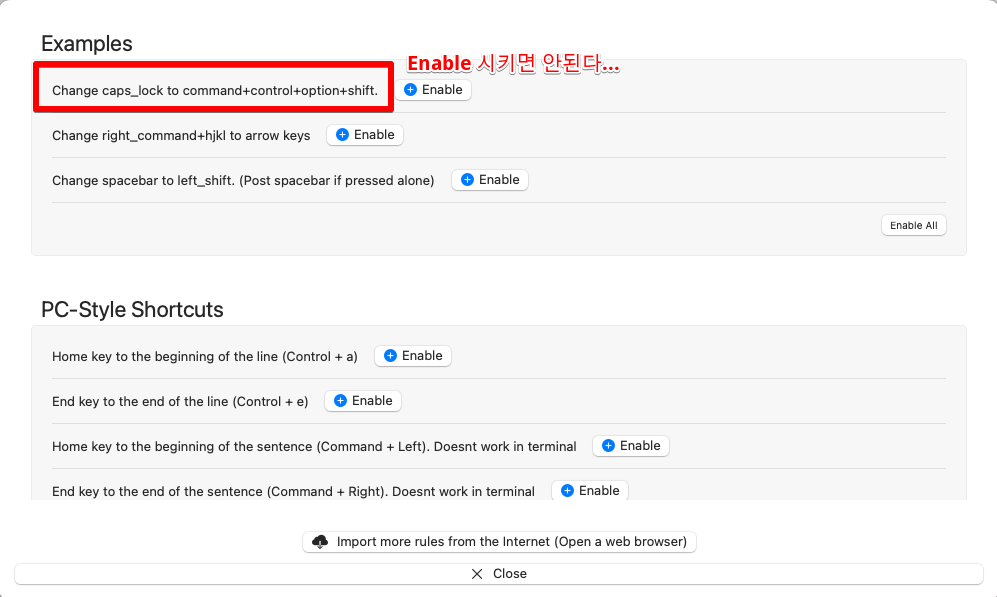 Examples
Enable 시키면 안된다...
Change caps_lock to command+control+option+shift. Enable
Change right_command+hjkl to arrow keys Enable
Change spacebar to left_shift. (Post spacebar if pressed alone) Enable
Enable All
PC-Style Shortcuts
Home key to the beginning of the line (Control + a) Enable
End key to the end of the line (Control + e) Enable
Home key to the beginning of the sentence (Command + Left). Doesnt work in terminal Enable
End key to the end of the sentence (Command + Right). Doesnt work in terminal Enable
Import more rules from the Internet (Open a web browser)
Close